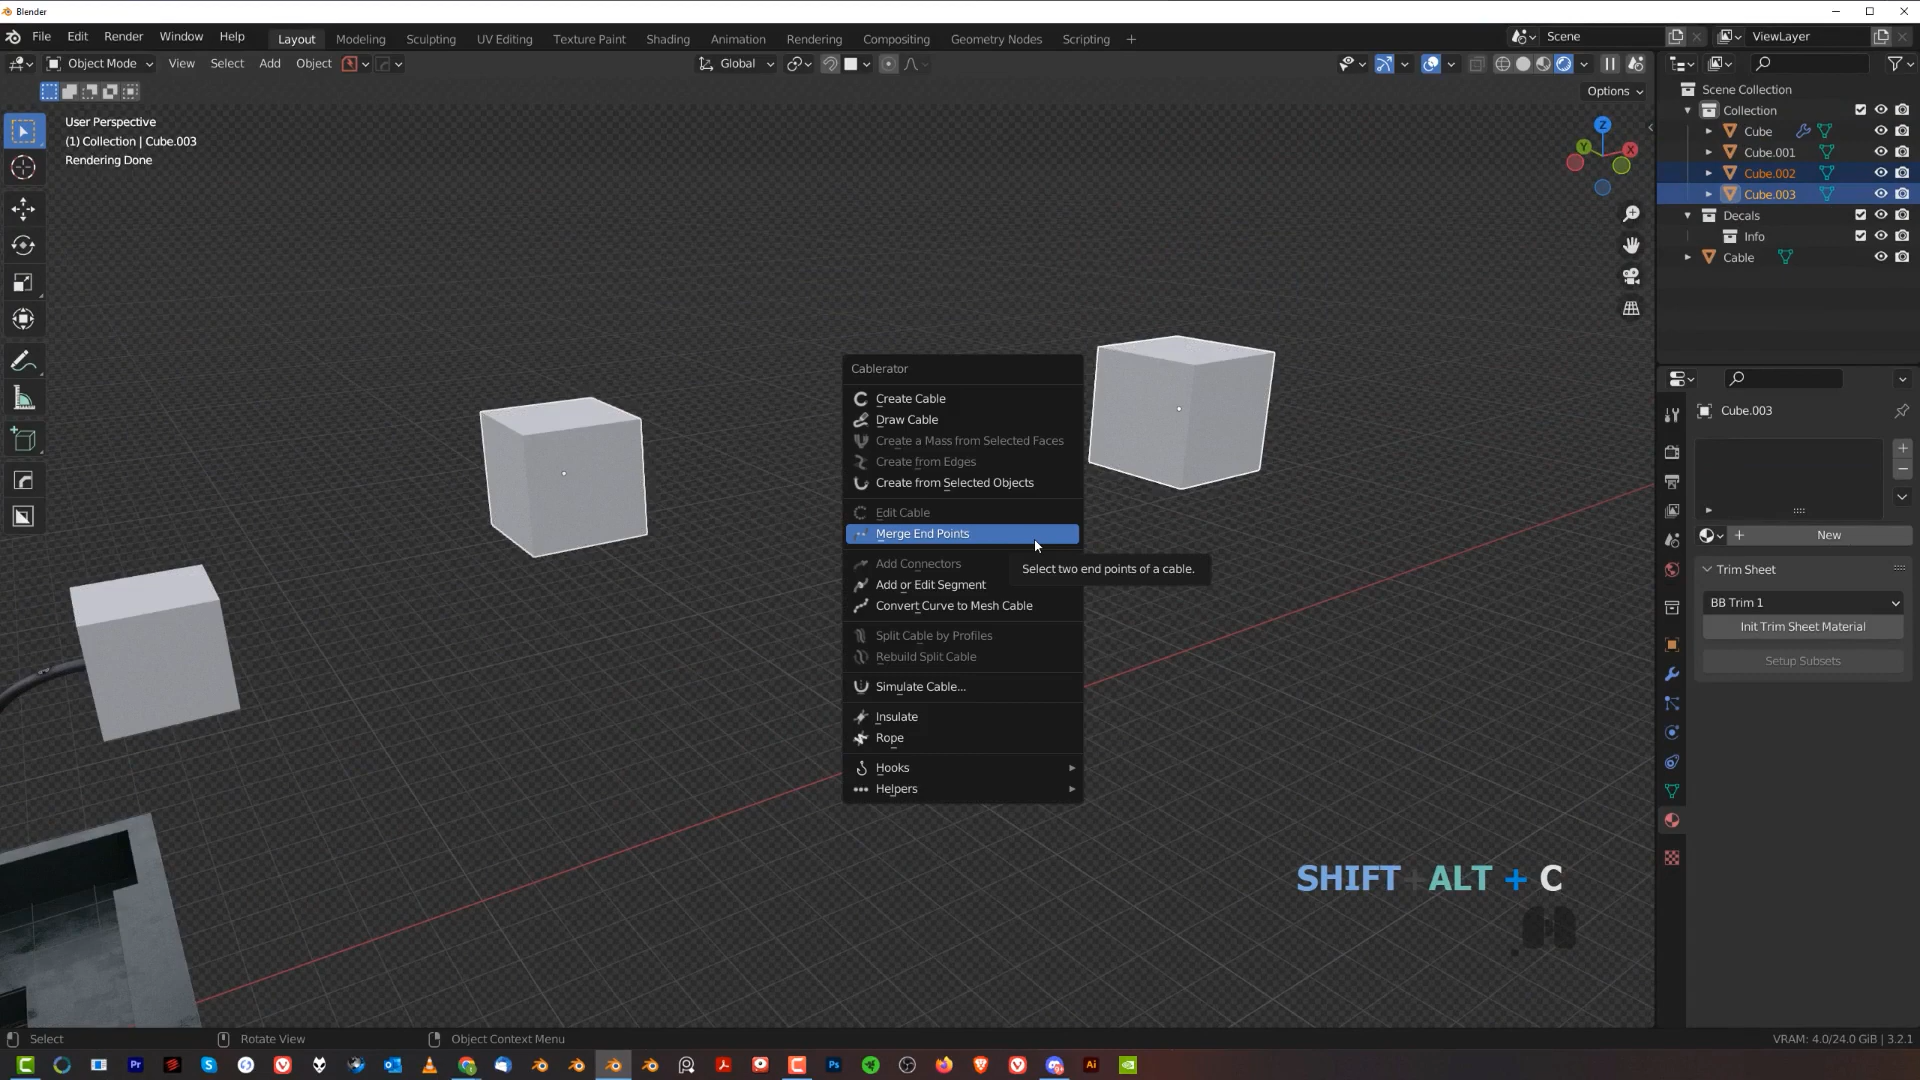 Blender
File Edit Render Window Help Layout Modeling Sculpting UV Editing Texture Paint Shading Animation Rendering Compositing Geometry Nodes Scripting + Scene ViewLayer
Object Mode View Select Add Object Global
Options
User Perspective
(1) Collection | Cube.003
Rendering Done
Z
Y
X
Scene Collection
Collection
Cube
Cube.001
Cube.002
Cube.003
Decals
Info
Cable
Cablerator
Create Cable
Draw Cable
Create a Mass from Selected Faces
Create from Edges
Create from Selected Objects
Edit Cable
Merge End Points
Select two end points of a cable.
Add Connectors
Add or Edit Segment
Convert Curve to Mesh Cable
Split Cable by Profiles
Rebuild Split Cable
Simulate Cable...
Insulate
Rope
Hooks
Helpers
Cube.003
New
Trim Sheet
BB Trim 1
Init Trim Sheet Material
Setup Subsets
SHIFT + ALT + C
Select Rotate View Object Context Menu VRAM: 4.0/24.0 GiB | 3.2.1
Pr
S
Ps
Ai